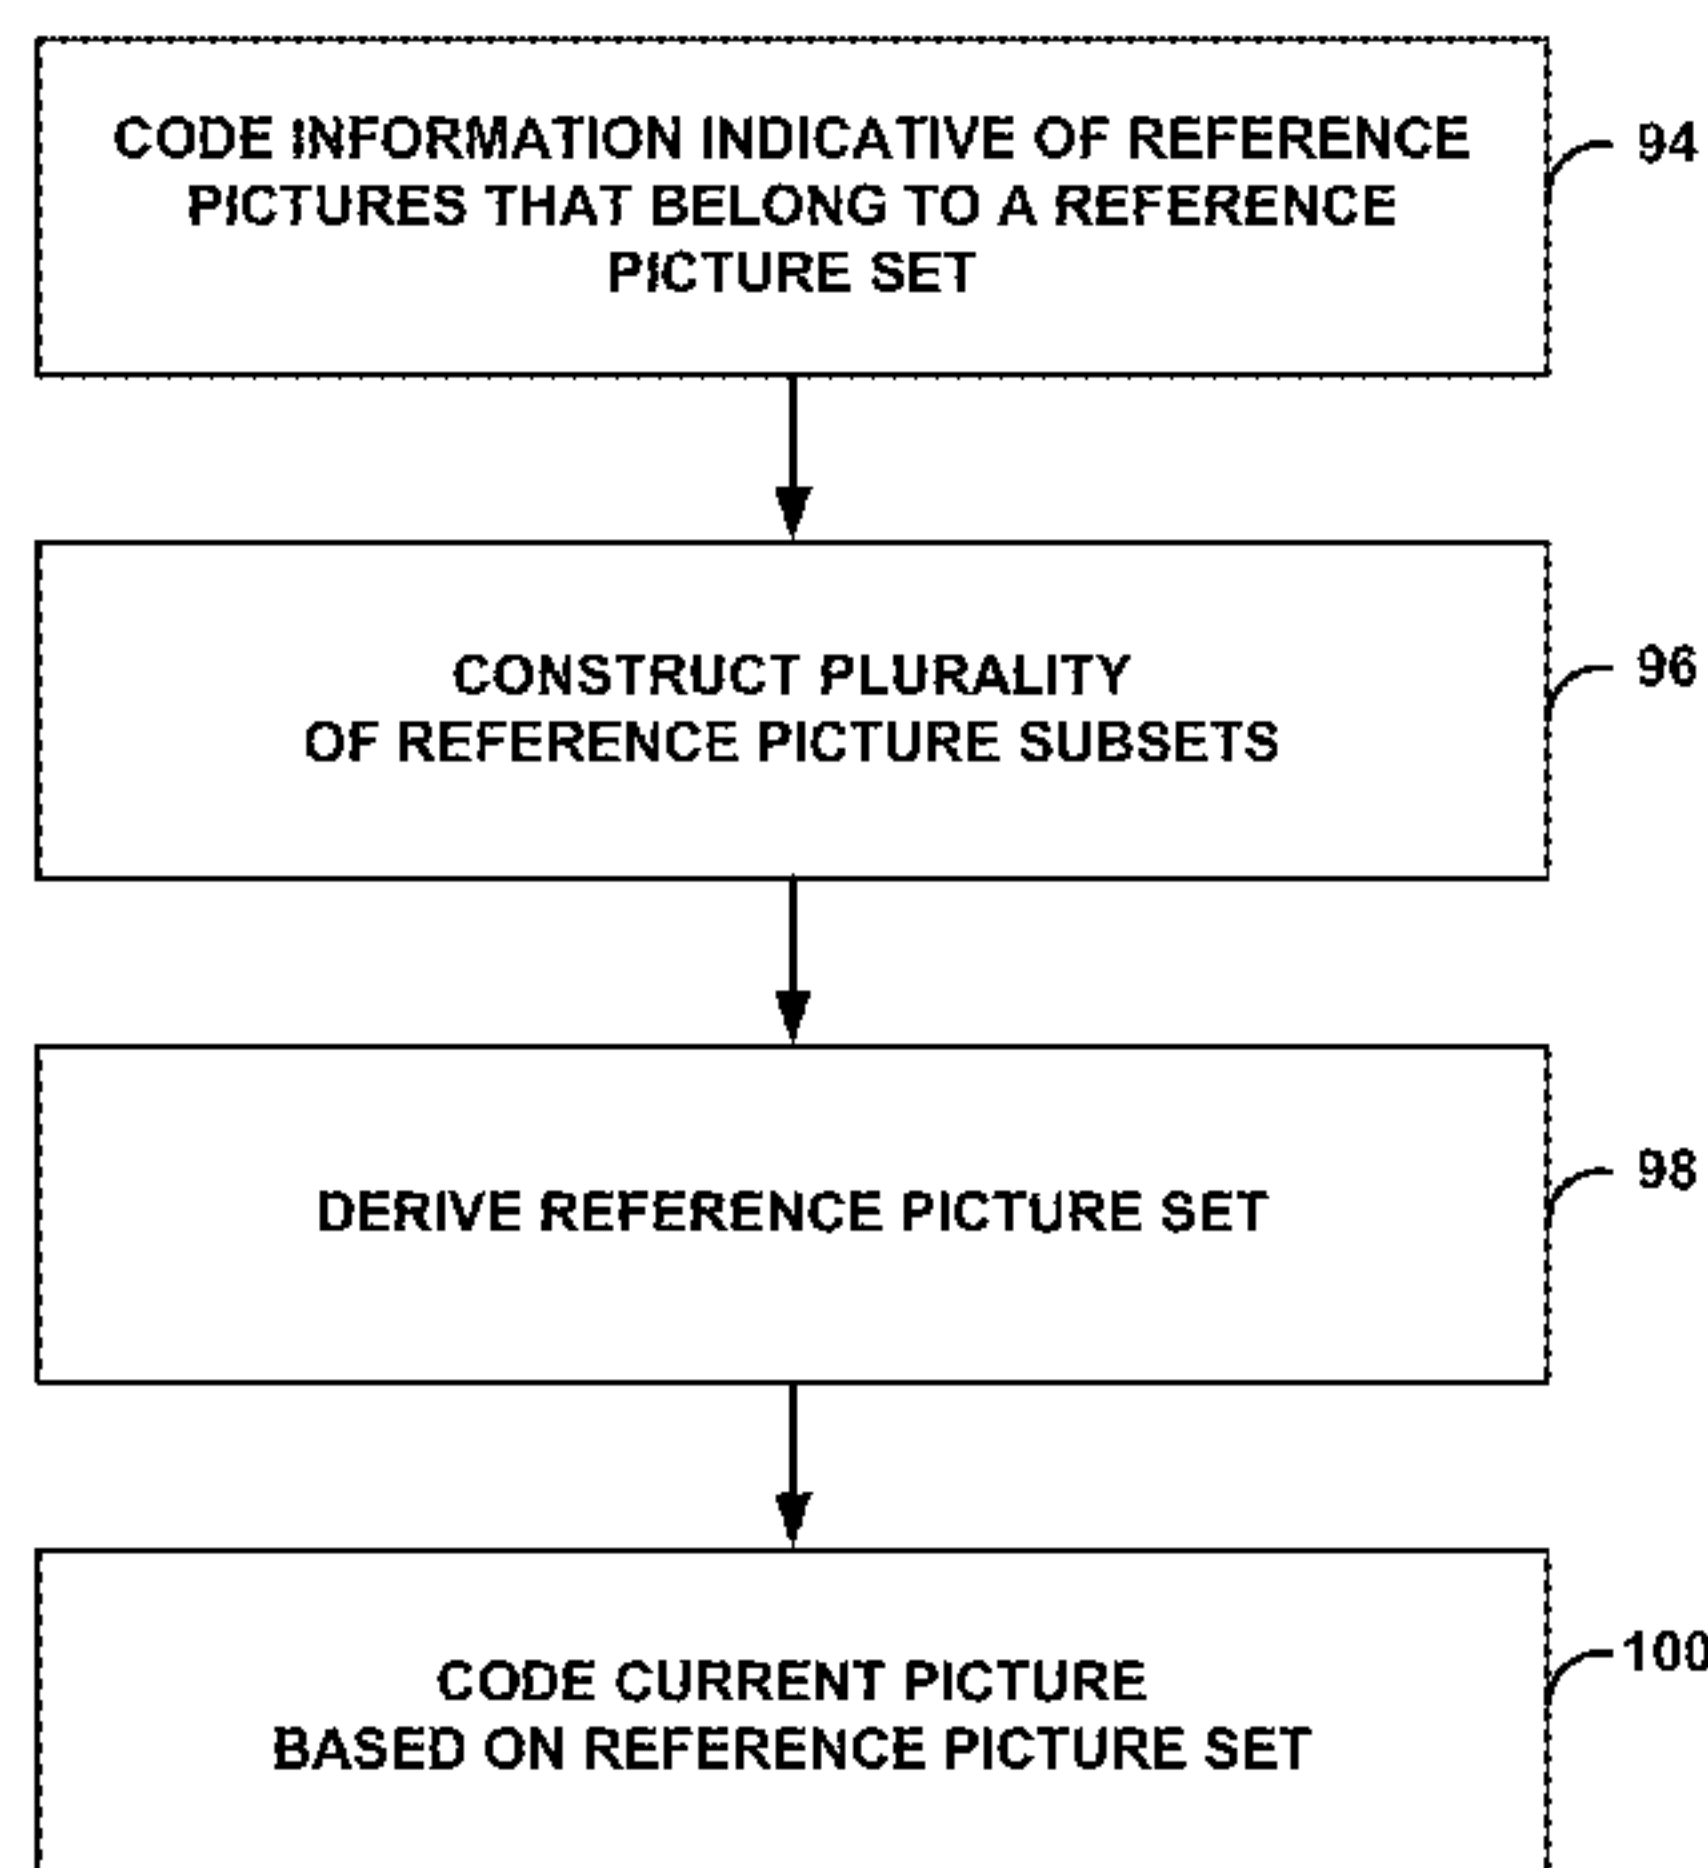 CODE INFORMATION INDICATIVE OF REFERENCE
PICTURES THAT BELONG TO A REFERENCE
PICTURE SET
94
CONSTRUCT PLURALITY
OF REFERENCE PICTURE SUBSETS
96
DERIVE REFERENCE PICTURE SET
98
CODE CURRENT PICTURE
BASED ON REFERENCE PICTURE SET
100